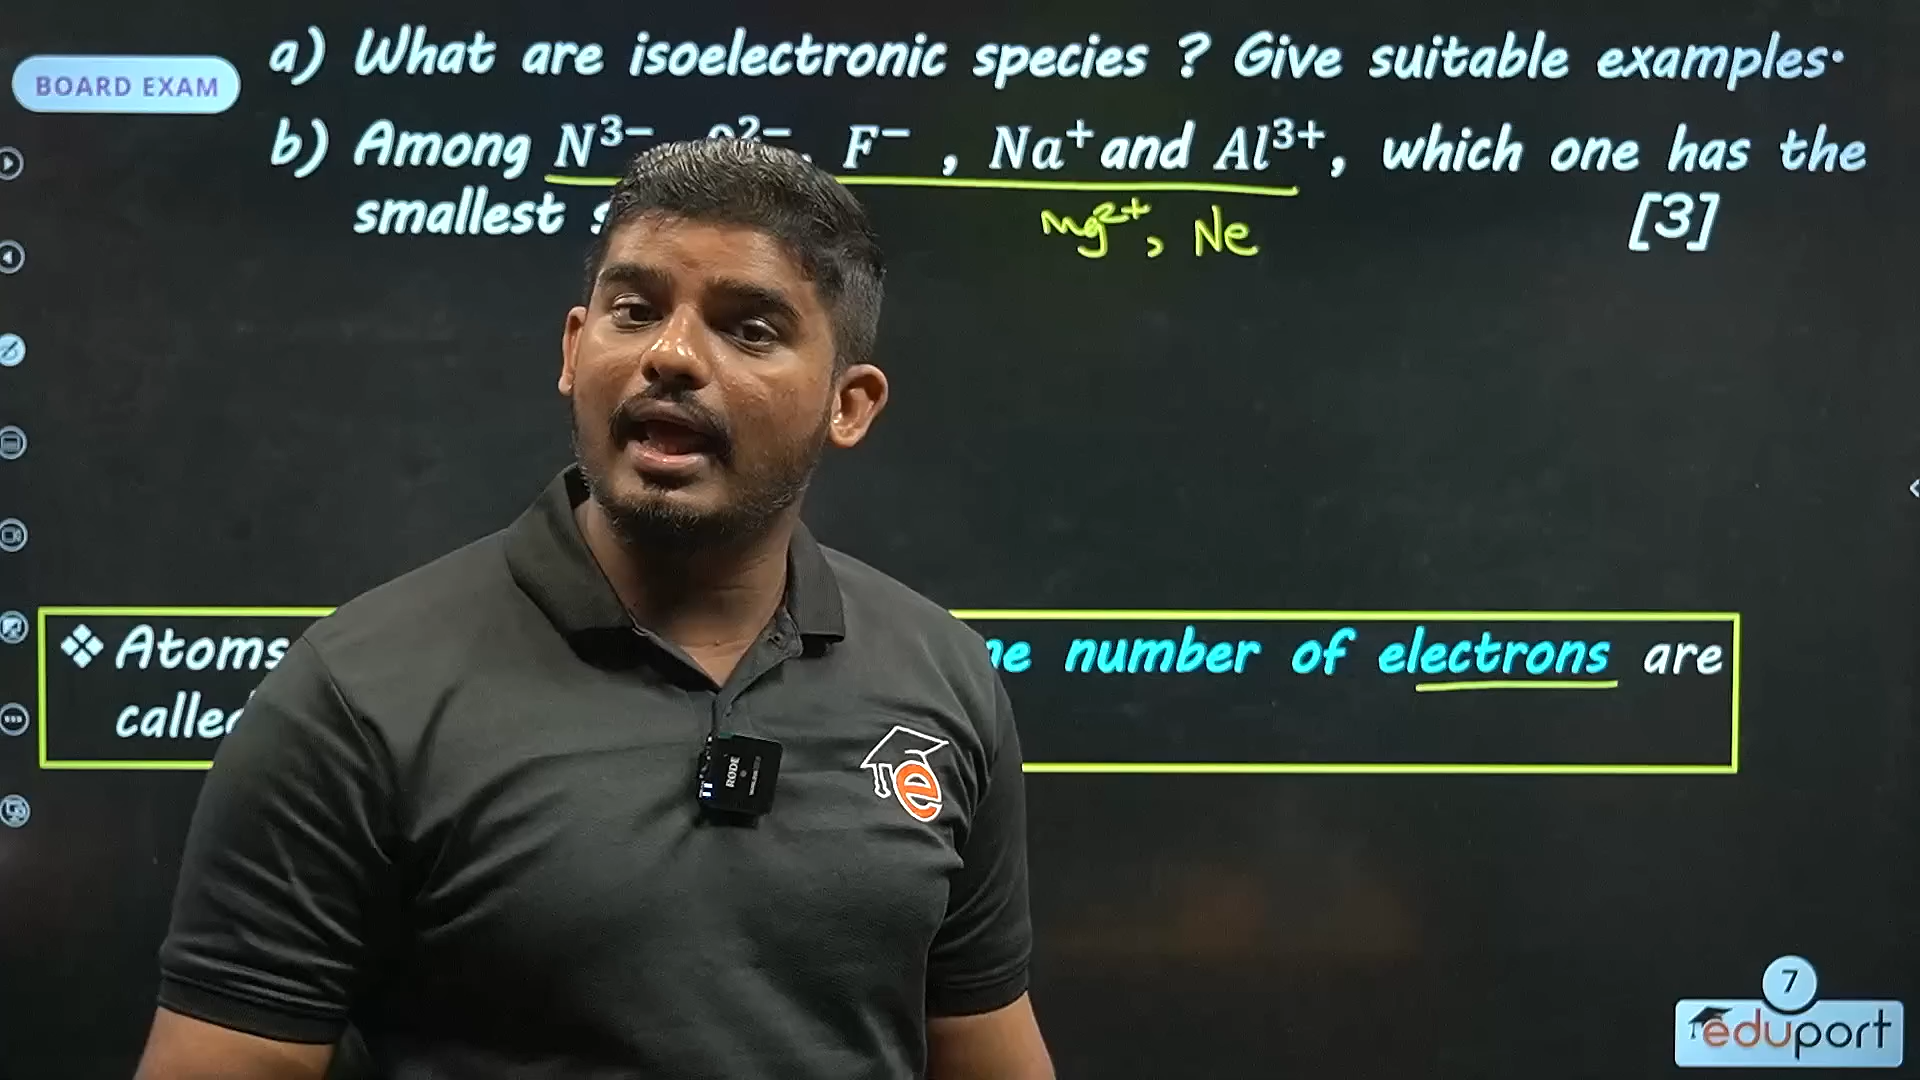 a) What are isoelectronic species ? Give suitable examples.
BOARD EXAM
b) Among N³⁻ O²⁻, F⁻, Na⁺ and Al³⁺, which one has the
smallest
[3]
Mg²⁺, Ne
❖ Atoms number of electrons are
called
RODE
e
7
eduport